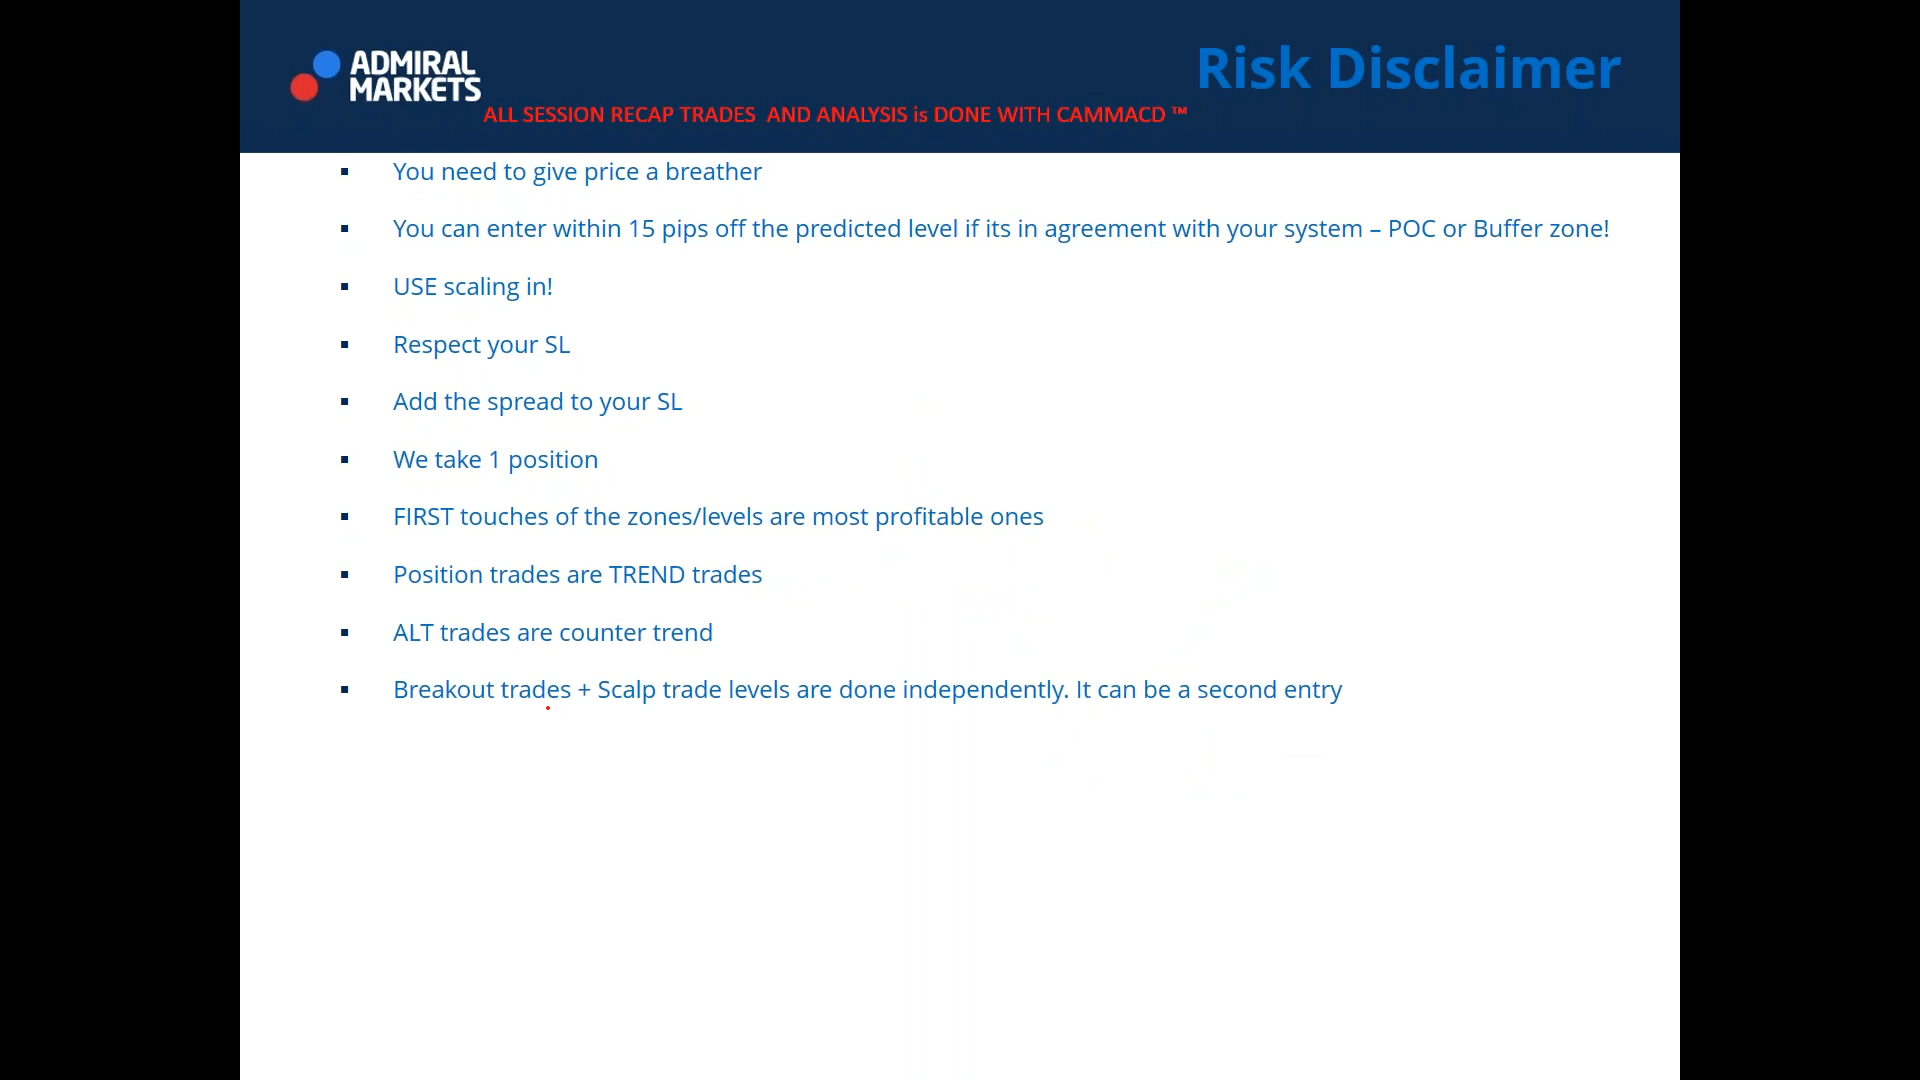 ADMIRAL
MARKETS
Risk Disclaimer
ALL SESSION RECAP TRADES  AND ANALYSIS is DONE WITH CAMMACD ™
▪ You need to give price a breather
▪ You can enter within 15 pips off the predicted level if its in agreement with your system – POC or Buffer zone!
▪ USE scaling in!
▪ Respect your SL
▪ Add the spread to your SL
▪ We take 1 position
▪ FIRST touches of the zones/levels are most profitable ones
▪ Position trades are TREND trades
▪ ALT trades are counter trend
▪ Breakout trades + Scalp trade levels are done independently. It can be a second entry